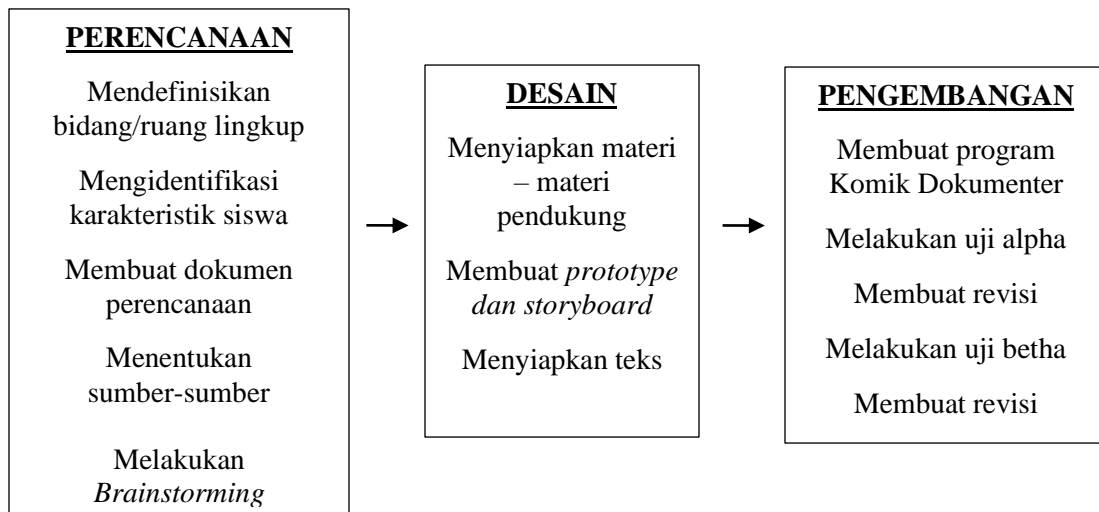 PERENCANAAN
Mendefinisikan
bidang/ruang lingkup
Mengidentifikasi
karakteristik siswa
Membuat dokumen
perencanaan
Menentukan
sumber-sumber
Melakukan
Brainstorming
DESAIN
Menyiapkan materi
– materi
pendukung
Membuat prototype
dan storyboard
Menyiapkan teks
PENGEMBANGAN
Membuat program
Komik Dokumenter
Melakukan uji alpha
Membuat revisi
Melakukan uji betha
Membuat revisi